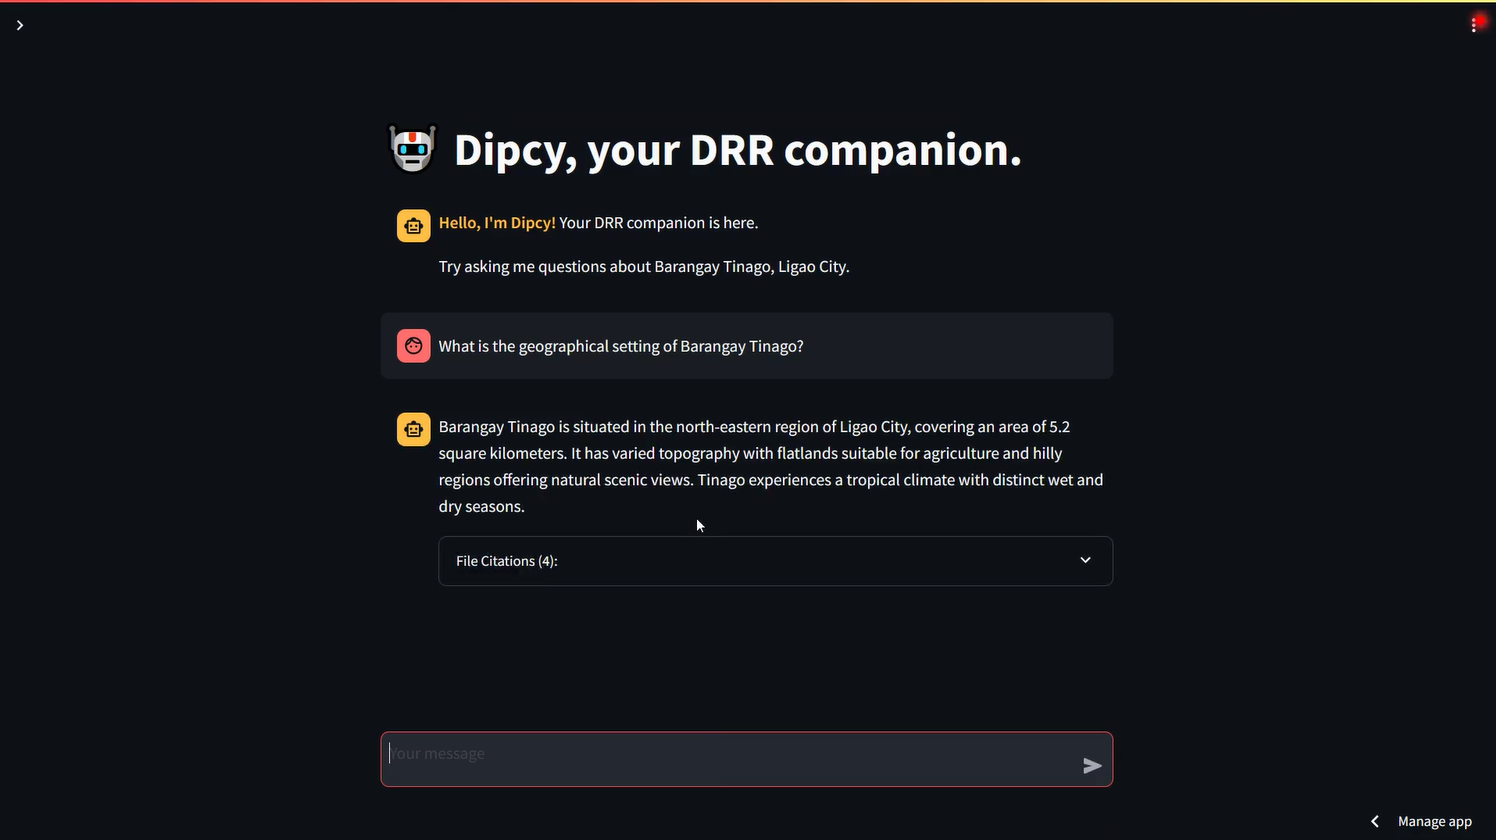 Dipcy, your DRR companion.
Hello, I'm Dipcy! Your DRR companion is here.
Try asking me questions about Barangay Tinago, Ligao City.
What is the geographical setting of Barangay Tinago?
Barangay Tinago is situated in the north-eastern region of Ligao City, covering an area of 5.2
square kilometers. It has varied topography with flatlands suitable for agriculture and hilly
regions offering natural scenic views. Tinago experiences a tropical climate with distinct wet and
dry seasons.
File Citations (4):
Your message
Manage app